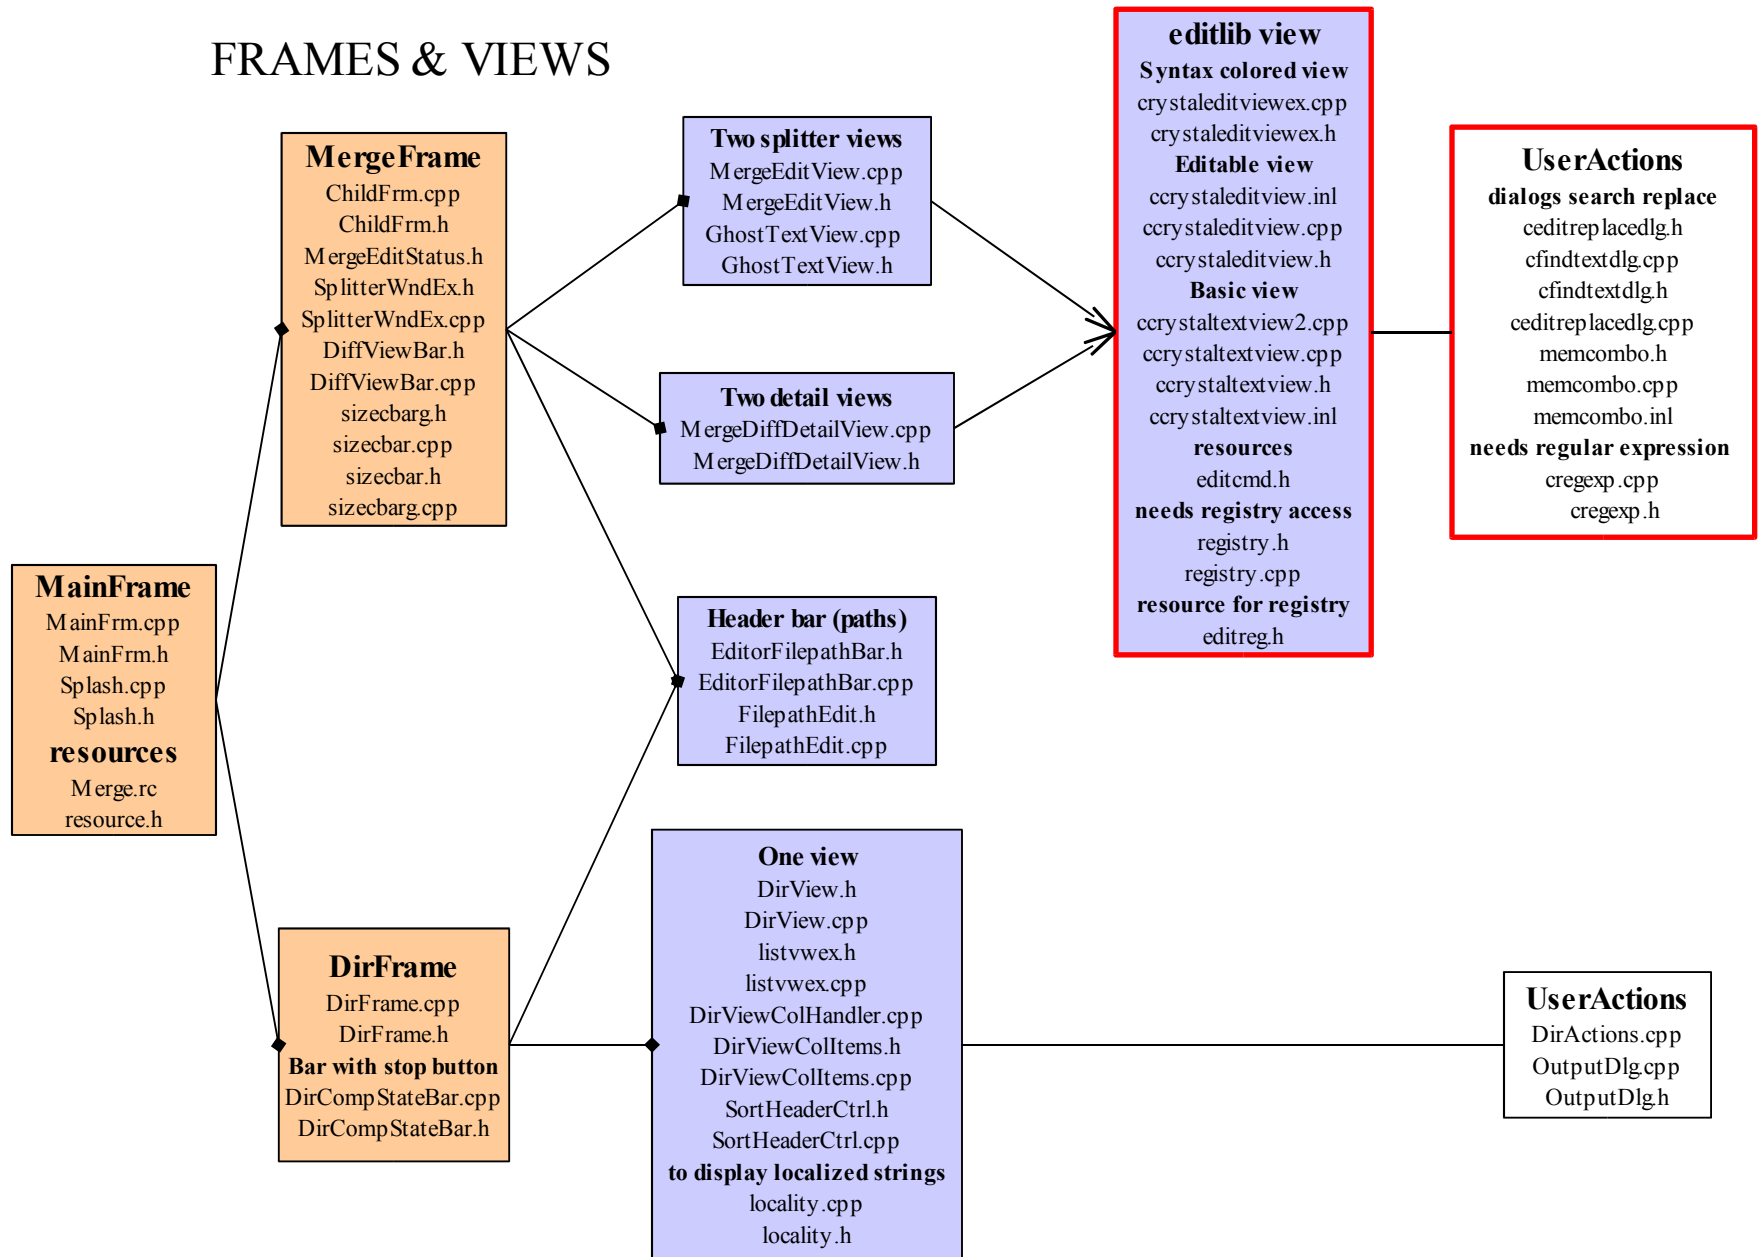 FRAMES & VIEWS
MergeFrame
ChildFrm.cpp
ChildFrm.h
MergeEditStatus.h
SplitterWndEx.h
SplitterWndEx.cpp
DiffViewBar.h
DiffViewBar.cpp
sizecbarg.h
sizecbar.cpp
sizecbar.h
sizecbarg.cpp
Two splitter views
MergeEditView.cpp
MergeEditView.h
GhostTextView.cpp
GhostTextView.h
Two detail views
MergeDiffDetailView.cpp
MergeDiffDetailView.h
editlib view
Syntax colored view
crystaleditviewex.cpp
crystaleditviewex.h
Editable view
ccrystaleditview.inl
ccrystaleditview.cpp
ccrystaleditview.h
Basic view
ccrystaltextview2.cpp
ccrystaltextview.cpp
ccrystaltextview.h
ccrystaltextview.inl
resources
editcmd.h
needs registry access
registry.h
registry.cpp
resource for registry
editreg.h
UserActions
dialogs search replace
ceditreplacedlg.h
cfindtextdlg.cpp
cfindtextdlg.h
ceditreplacedlg.cpp
memcombo.h
memcombo.cpp
memcombo.inl
needs regular expression
cregexp.cpp
cregexp.h
MainFrame
MainFrm.cpp
MainFrm.h
Splash.cpp
Splash.h
resources
Merge.rc
resource.h
Header bar (paths)
EditorFilepathBar.h
EditorFilepathBar.cpp
FilepathEdit.h
FilepathEdit.cpp
DirFrame
DirFrame.cpp
DirFrame.h
Bar with stop button
DirCompStateBar.cpp
DirCompStateBar.h
One view
DirView.h
DirView.cpp
listvwex.h
listvwex.cpp
DirViewColHandler.cpp
DirViewColItems.h
DirViewColItems.cpp
SortHeaderCtrl.h
SortHeaderCtrl.cpp
to display localized strings
locality.cpp
locality.h
UserActions
DirActions.cpp
OutputDlg.cpp
OutputDlg.h